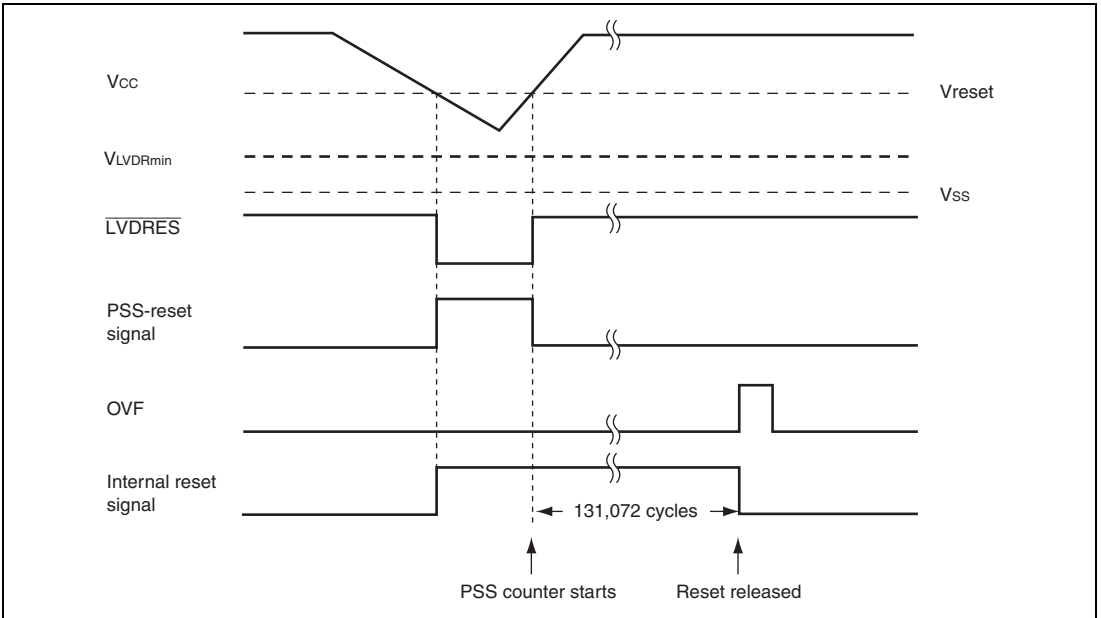 Vcc
Vreset
VLVDRmin
Vss
LVDRES
PSS-reset
signal
OVF
Internal reset
signal
131,072 cycles
PSS counter starts
Reset released